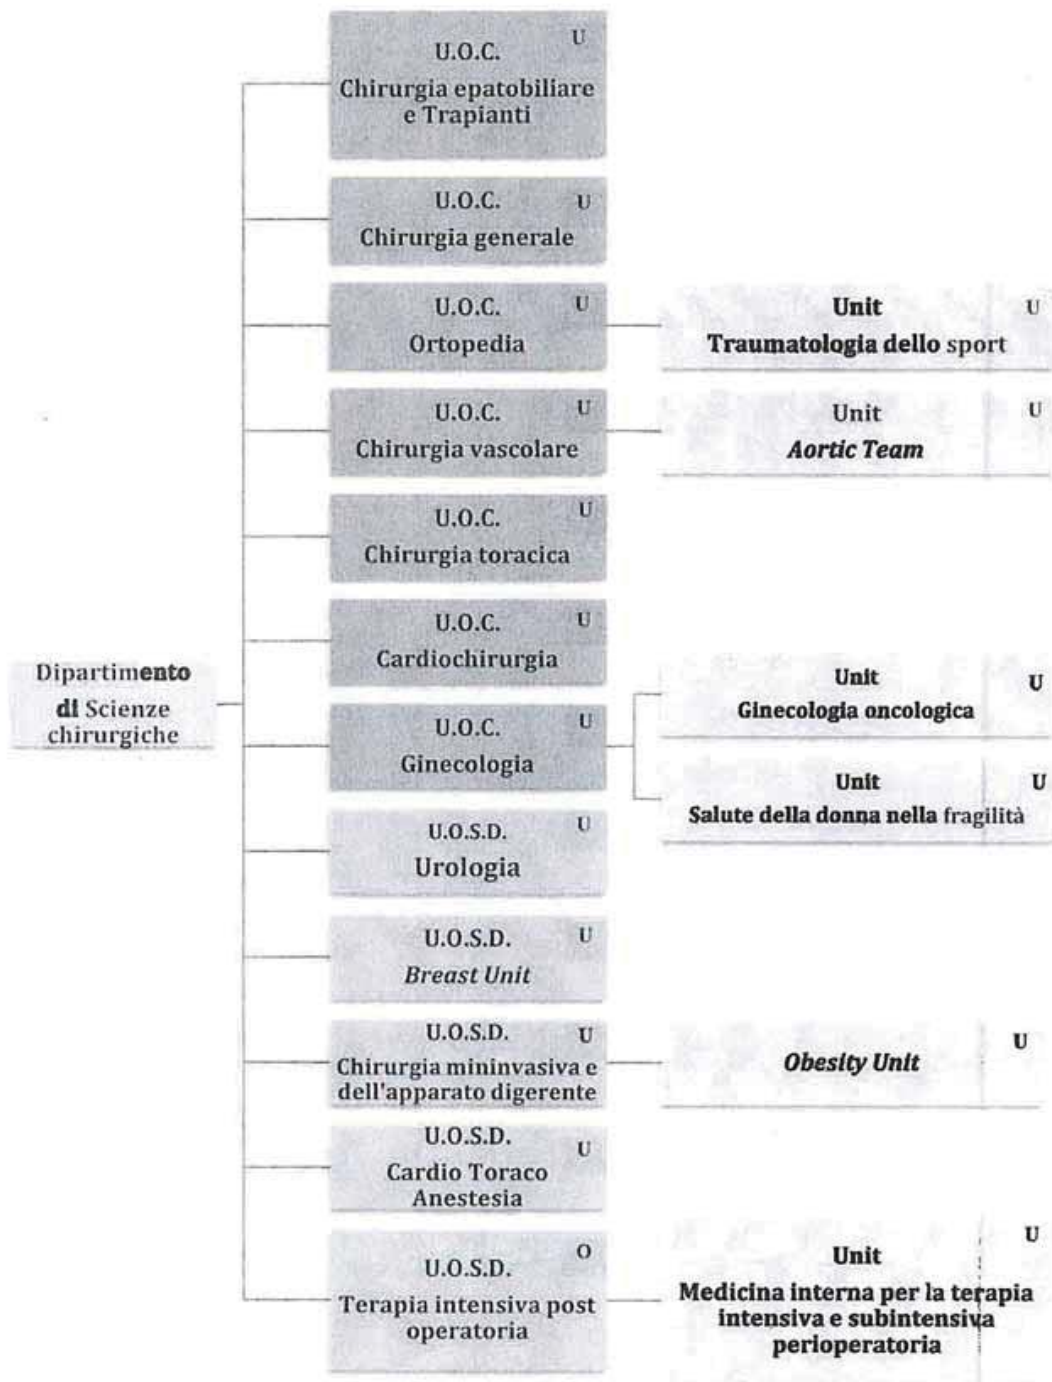 U.O.C. U
Chirurgia epatobiliare
e Trapianti
U.O.C. U
Chirurgia generale
U.O.C. U
Ortopedia
Unit U
Traumatologia dello sport
U.O.C. U
Chirurgia vascolare
Unit U
Aortic Team
U.O.C. U
Chirurgia toracica
U.O.C. U
Cardiochirurgia
Dipartimento
di Scienze
chirurgiche
U.O.C. U
Ginecologia
Unit U
Ginecologia oncologica
Unit U
Salute della donna nella fragilità
U.O.S.D. U
Urologia
U.O.S.D. U
Breast Unit
U.O.S.D. U
Chirurgia mininvasiva e
dell'apparato digerente
U
Obesity Unit
U.O.S.D. U
Cardio Toraco
Anestesia
U.O.S.D. O
Terapia intensiva post
operatoria
Unit U
Medicina interna per la terapia
intensiva e subintensiva
perioperatoria